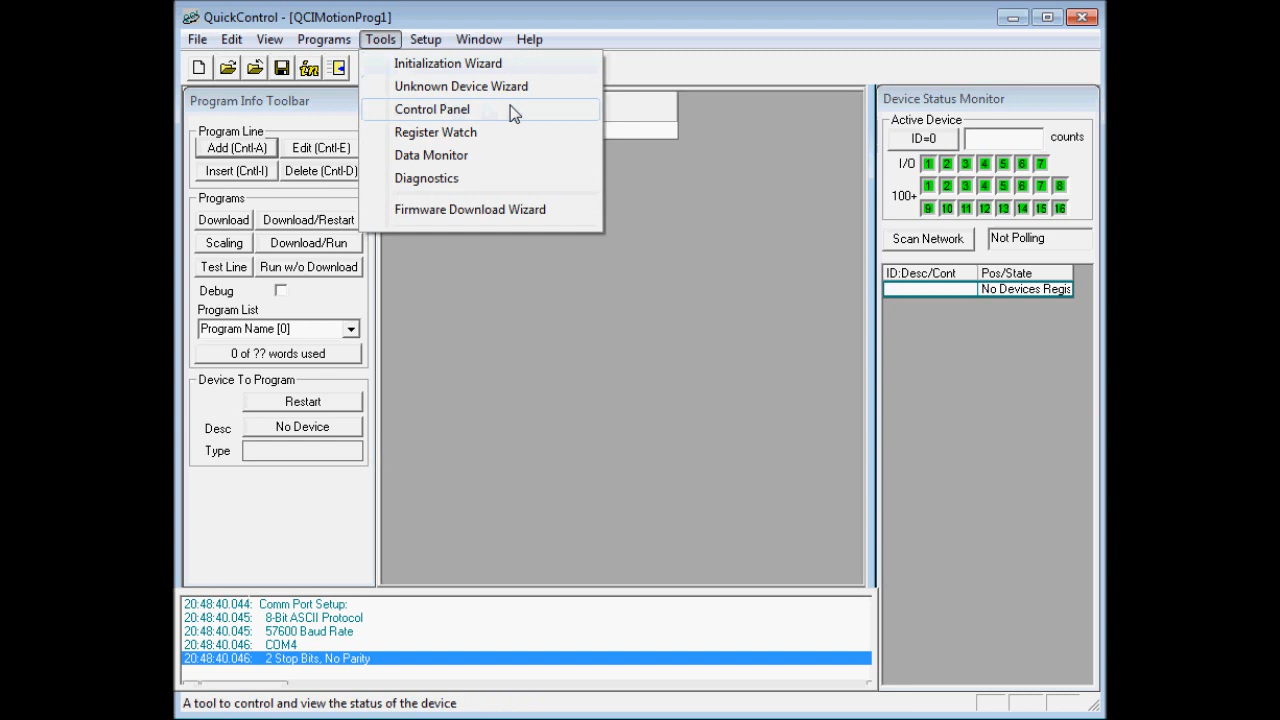 QuickControl - [QCIMotionProg1]
File Edit View Programs Tools Setup Window Help
Initialization Wizard
Unknown Device Wizard
Control Panel
Register Watch
Data Monitor
Diagnostics
Firmware Download Wizard
Program Info Toolbar
Program Line
Add (Cntl-A) Edit (Cntl-E)
Insert (Cntl-I) Delete (Cntl-D)
Programs
Download Download/Restart
Scaling Download/Run
Test Line Run w/o Download
Debug
Program List
Program Name [0]
0 of ?? words used
Device To Program
Restart
Desc No Device
Type
Device Status Monitor
Active Device
ID=0 counts
I/O 1 2 3 4 5 6 7
100+ 1 2 3 4 5 6 7 8
9 10 11 12 13 14 15 16
Scan Network Not Polling
ID:Desc/Cont Pos/State
No Devices Regis
20:48:40.044: Comm Port Setup:
20:48:40.045: 8-Bit ASCII Protocol
20:48:40.045: 57600 Baud Rate
20:48:40.046: COM4
20:48:40.046: 2 Stop Bits, No Parity
A tool to control and view the status of the device